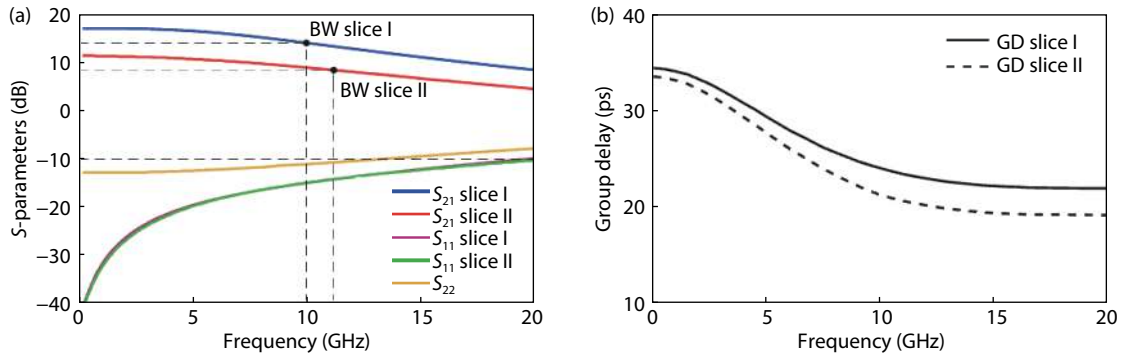 (a)
20
10
0
−10
−20
−30
−40
S-parameters (dB)
BW slice I
BW slice II
S₂₁ slice I
S₂₁ slice II
S₁₁ slice I
S₁₁ slice II
S₂₂
0
5
10
15
20
Frequency (GHz)
(b)
40
30
20
10
Group delay (ps)
GD slice I
GD slice II
0
5
10
15
20
Frequency (GHz)